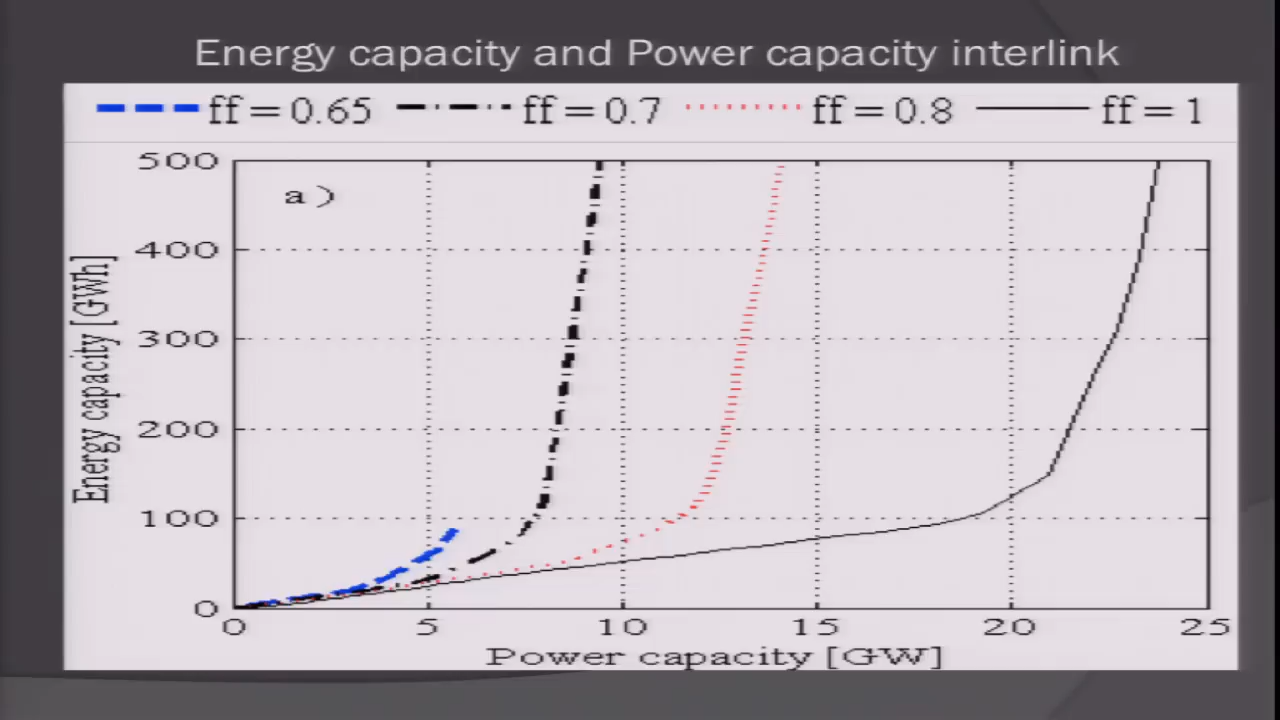 Energy capacity and Power capacity interlink
ff = 0.65 ff = 0.7 ff = 0.8 ff = 1
a )
500
400
300
200
100
0
Energy capacity [GWh]
0 5 10 15 20 25
Power capacity [GW]